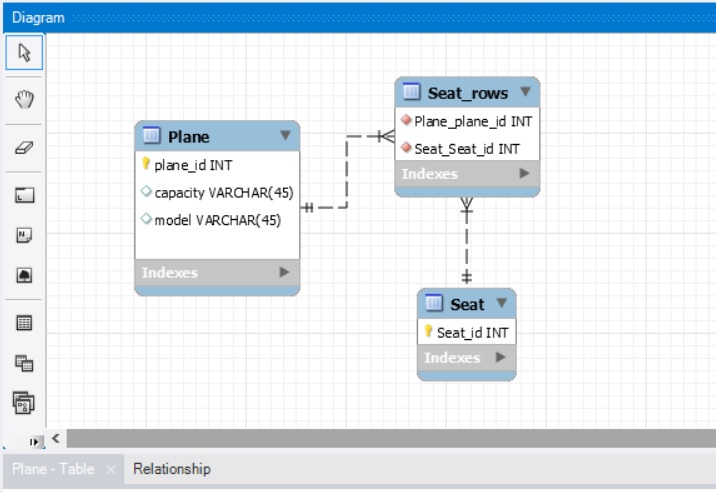 Diagram
Plane
plane_id INT
capacity VARCHAR(45)
model VARCHAR(45)
Indexes
Seat_rows
Plane_plane_id INT
Seat_Seat_id INT
Indexes
Seat
Seat_id INT
Indexes
Plane - Table
Relationship